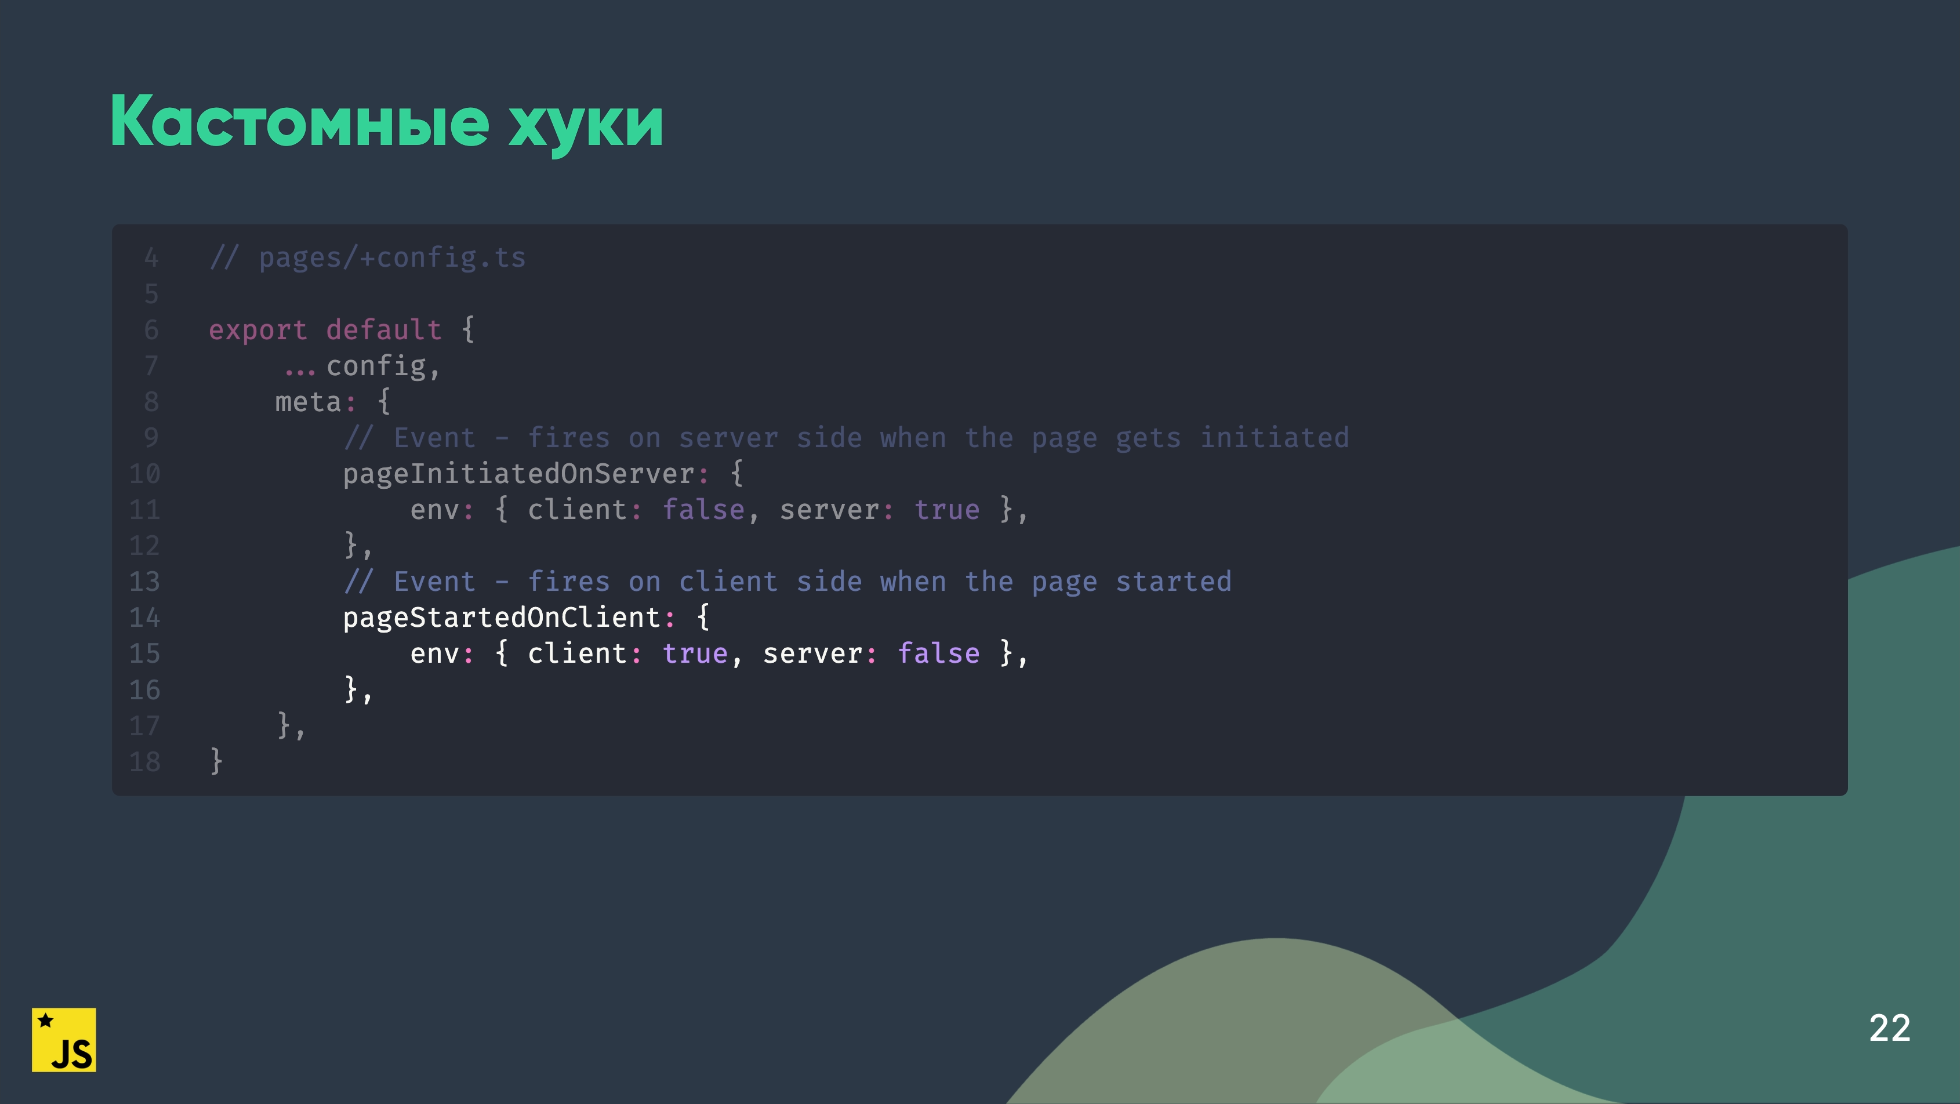 Кастомные хуки
4 // pages/+config.ts
5
6 export default {
7 ...config,
8 meta: {
9 // Event - fires on server side when the page gets initiated
10 pageInitiatedOnServer: {
11 env: { client: false, server: true },
12 },
13 // Event - fires on client side when the page started
14 pageStartedOnClient: {
15 env: { client: true, server: false },
16 },
17 },
18 }
JS
22